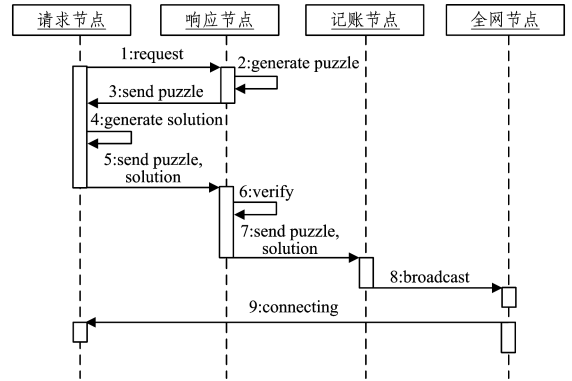 请求节点
响应节点
记账节点
全网节点
1:request
2:generate puzzle
3:send puzzle
4:generate solution
5:send puzzle,
solution
6:verify
7:send puzzle,
solution
8:broadcast
9:connecting